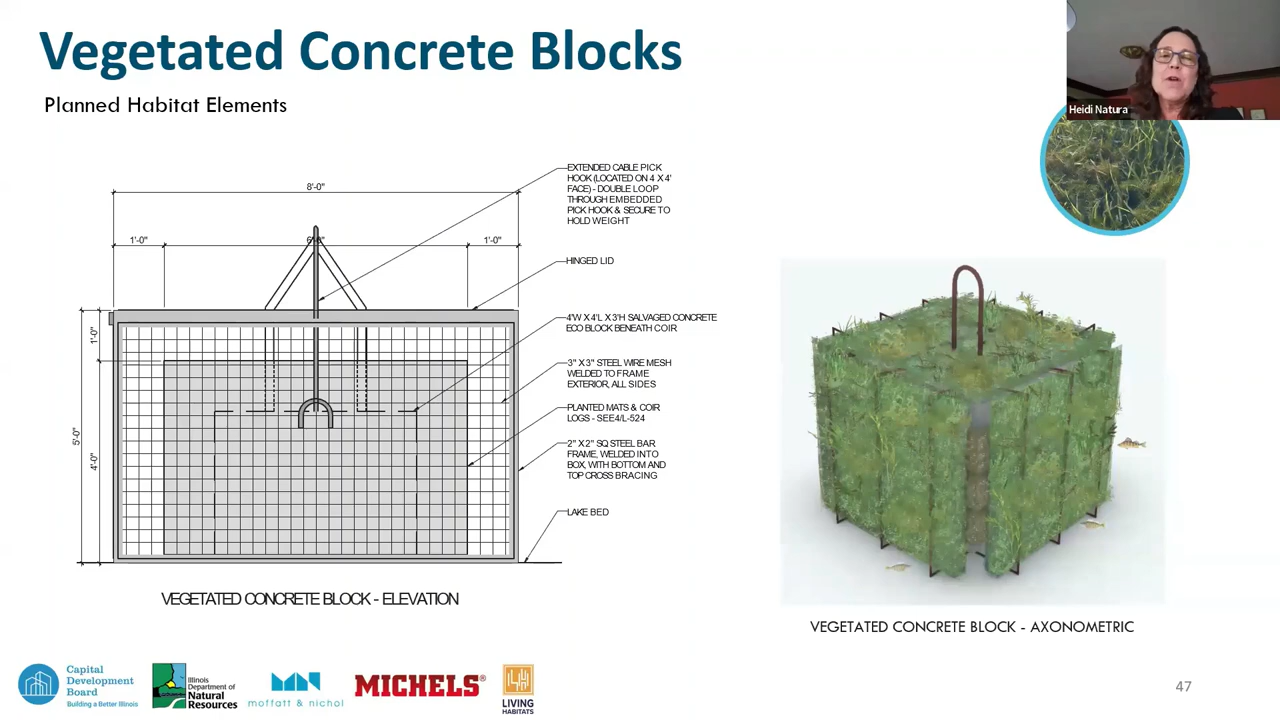 Vegetated Concrete Blocks
Planned Habitat Elements
Heidi Natura
8'-0"
1'-0"
1'-0"
EXTENDED CABLE PICK
HOOK (LOCATED ON 4 X 4'
FACE) - DOUBLE LOOP
THROUGH EMBEDDED
PICK HOOK & SECURE TO
HOLD WEIGHT
HINGED LID
4'W X 4'L X 3'H SALVAGED CONCRETE
ECO BLOCK BENEATH COIR
3" X 3" STEEL WIRE MESH
WELDED TO FRAME
EXTERIOR, ALL SIDES
PLANTED MATS & COIR
LOGS - SEE 4/L-524
2" X 2" SQ STEEL BAR
FRAME, WELDED INTO
BOX, WITH BOTTOM AND
TOP CROSS BRACING
LAKE BED
1'-0"
5'-0"
4'-0"
VEGETATED CONCRETE BLOCK - ELEVATION
VEGETATED CONCRETE BLOCK - AXONOMETRIC
Capital
Development
Board
Building a Better Illinois
Illinois
Department of
Natural
Resources
moffatt & nichol
MICHELS®
LIVING
HABITATS
47